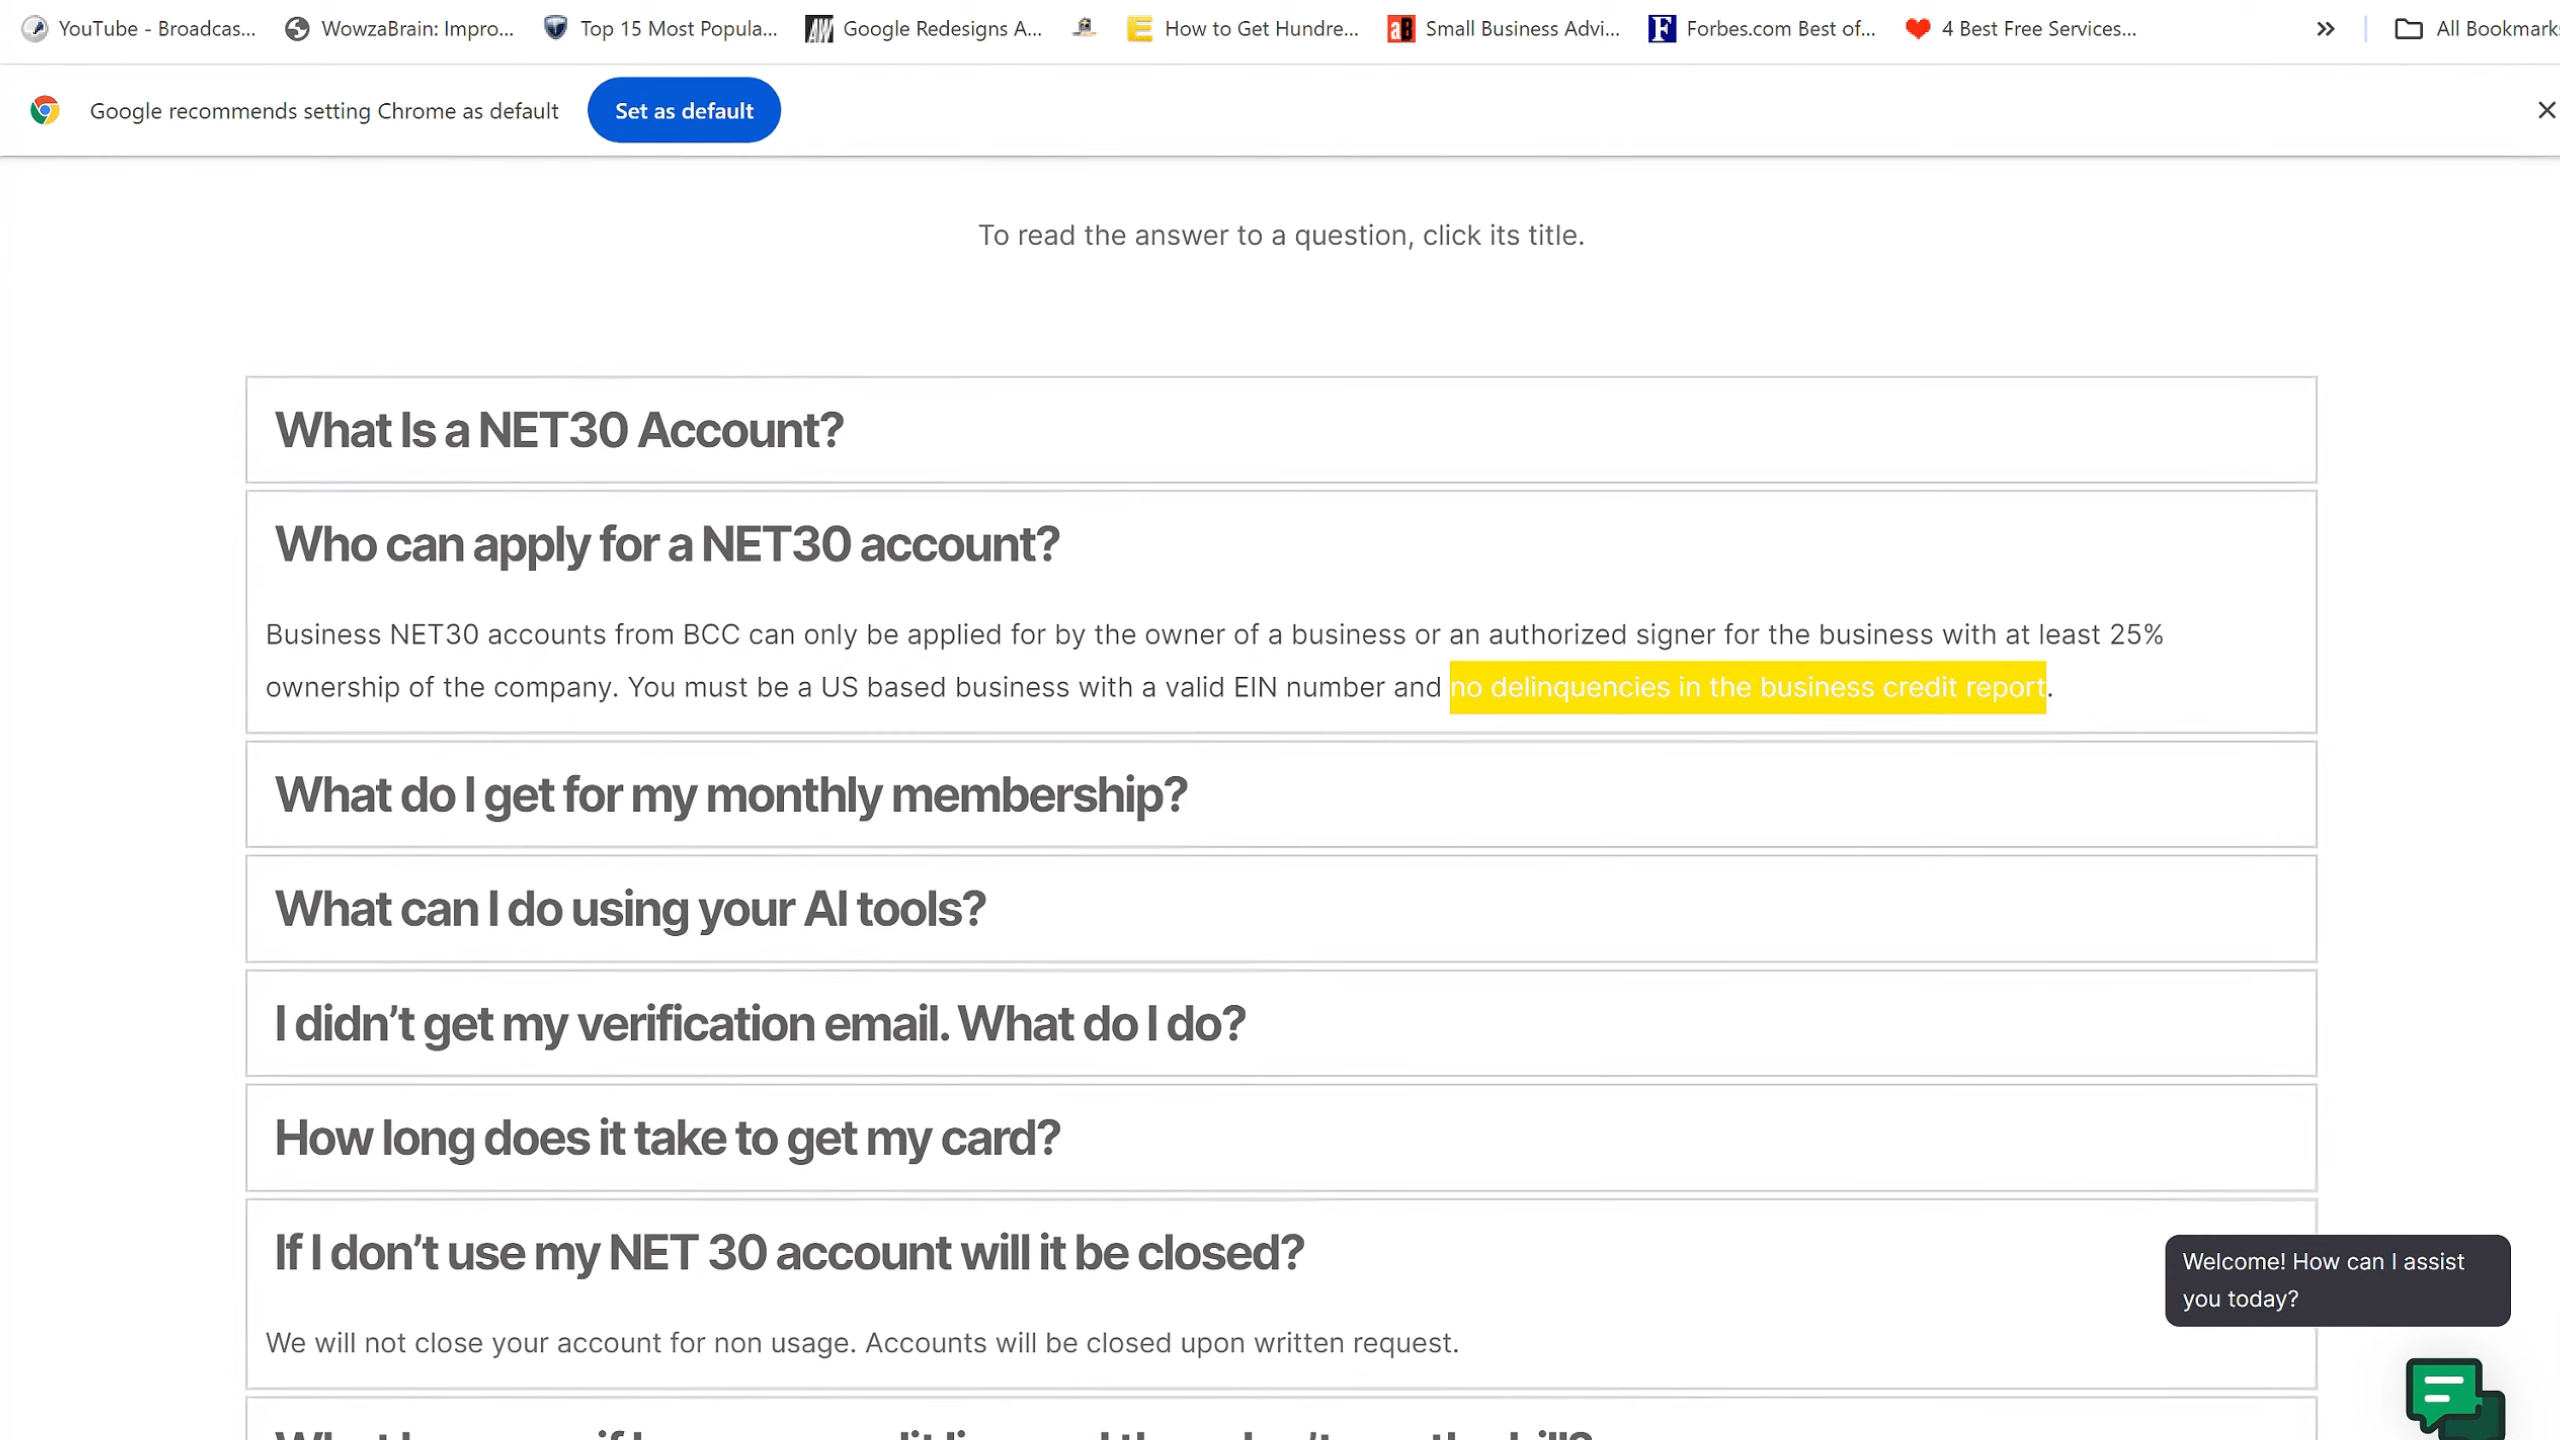 YouTube - Broadcas...
WowzaBrain: Impro...
Top 15 Most Popula...
Google Redesigns A...
How to Get Hundre...
Small Business Advi...
Forbes.com Best of...
4 Best Free Services...
All Bookmark
Google recommends setting Chrome as default
Set as default
To read the answer to a question, click its title.
What Is a NET30 Account?
Who can apply for a NET30 account?
Business NET30 accounts from BCC can only be applied for by the owner of a business or an authorized signer for the business with at least 25%
ownership of the company. You must be a US based business with a valid EIN number and no delinquencies in the business credit report.
What do I get for my monthly membership?
What can I do using your AI tools?
I didn’t get my verification email. What do I do?
How long does it take to get my card?
If I don’t use my NET 30 account will it be closed?
We will not close your account for non usage. Accounts will be closed upon written request.
Welcome! How can I assist
you today?